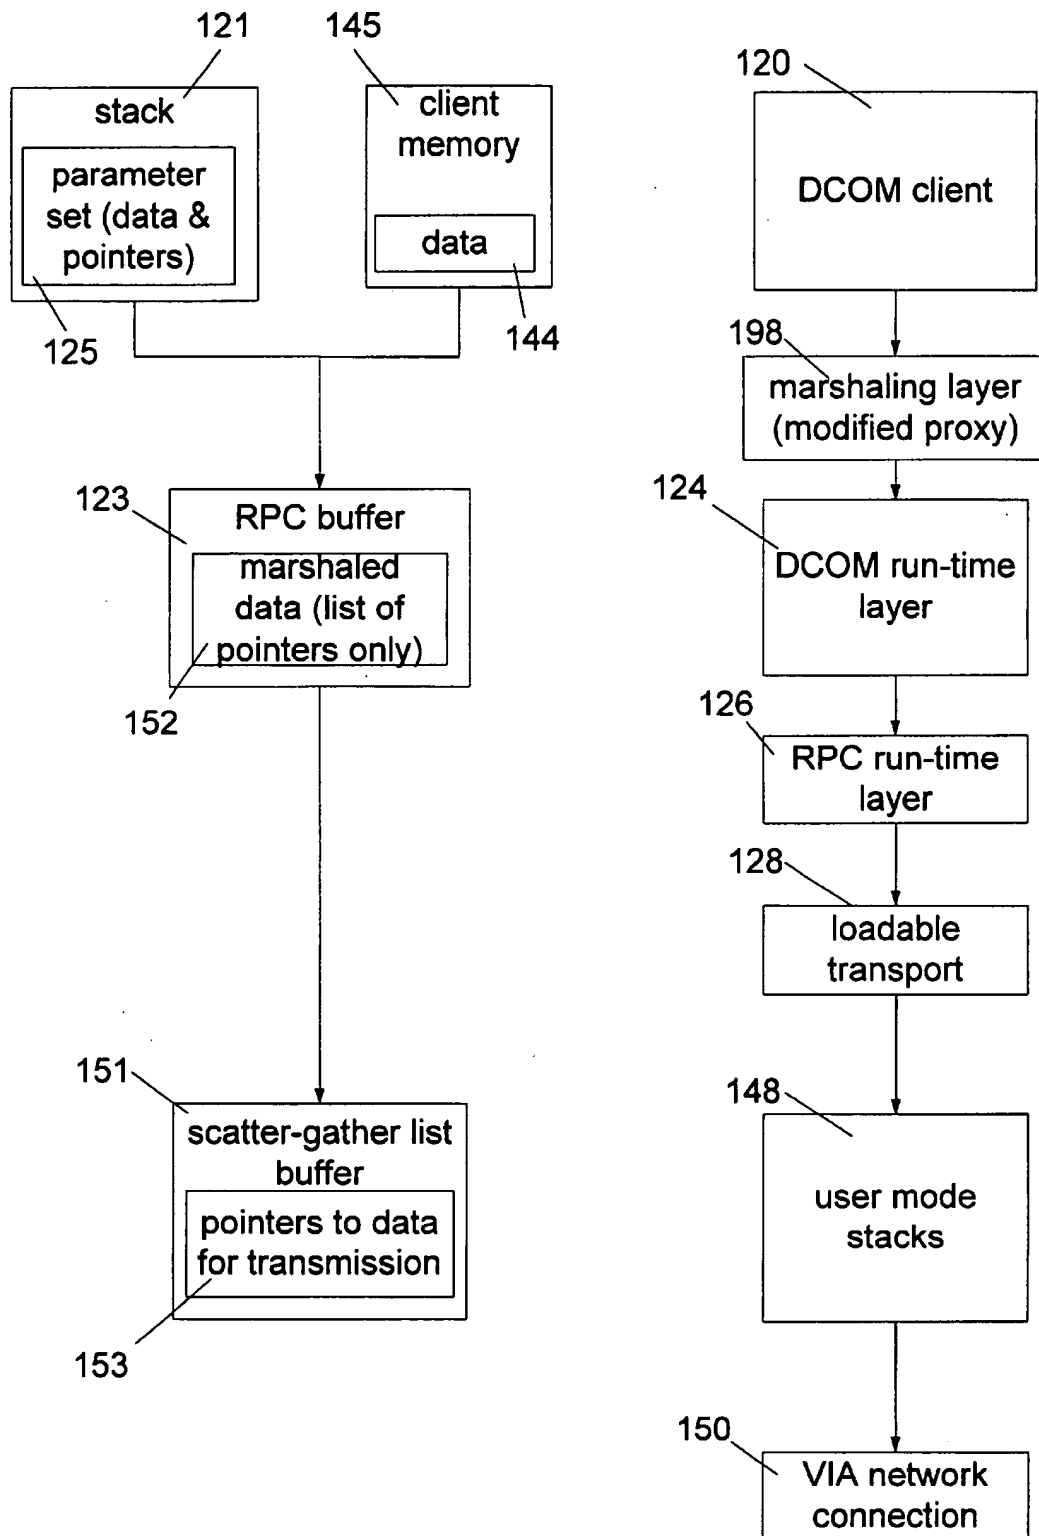 121
145
stack
parameter
set (data &
pointers)
125
client
memory
data
144
123
RPC buffer
marshaled
data (list of
pointers only)
152
151
scatter-gather list
buffer
pointers to data
for transmission
153
120
DCOM client
198
marshaling layer
(modified proxy)
124
DCOM run-time
layer
126
RPC run-time
layer
128
loadable
transport
148
user mode
stacks
150
VIA network
connection